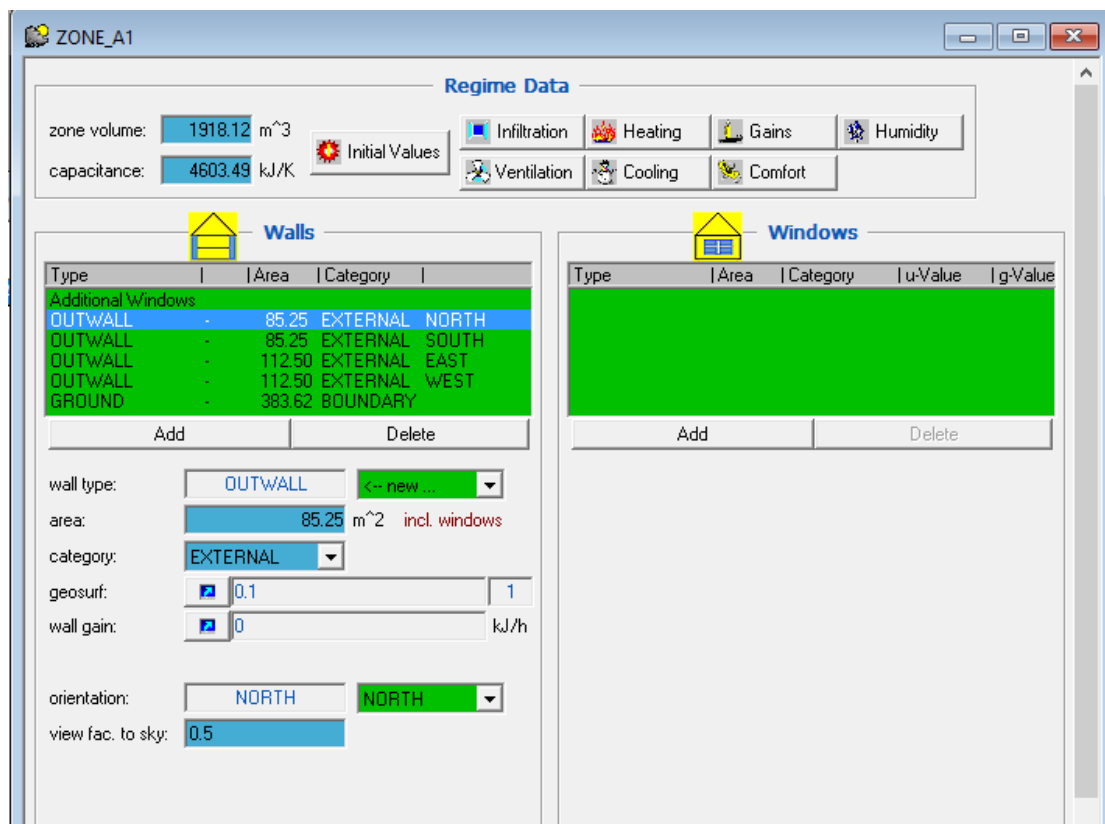 ZONE_A1
Regime Data
zone volume: 1918.12 m^3
capacitance: 4603.49 kJ/K
Initial Values
Infiltration Heating Gains Humidity
Ventilation Cooling Comfort
Walls
Type | | Area | Category |
Additional Windows
OUTWALL - 85.25 EXTERNAL NORTH
OUTWALL - 85.25 EXTERNAL SOUTH
OUTWALL - 112.50 EXTERNAL EAST
OUTWALL - 112.50 EXTERNAL WEST
GROUND - 383.62 BOUNDARY
Add Delete
wall type: OUTWALL <-- new ...
area: 85.25 m^2 incl. windows
category: EXTERNAL
geosurf: 0.1 1
wall gain: 0 kJ/h
orientation: NORTH NORTH
view fac. to sky: 0.5
Windows
Type | Area | Category | u-Value | g-Value
Add Delete